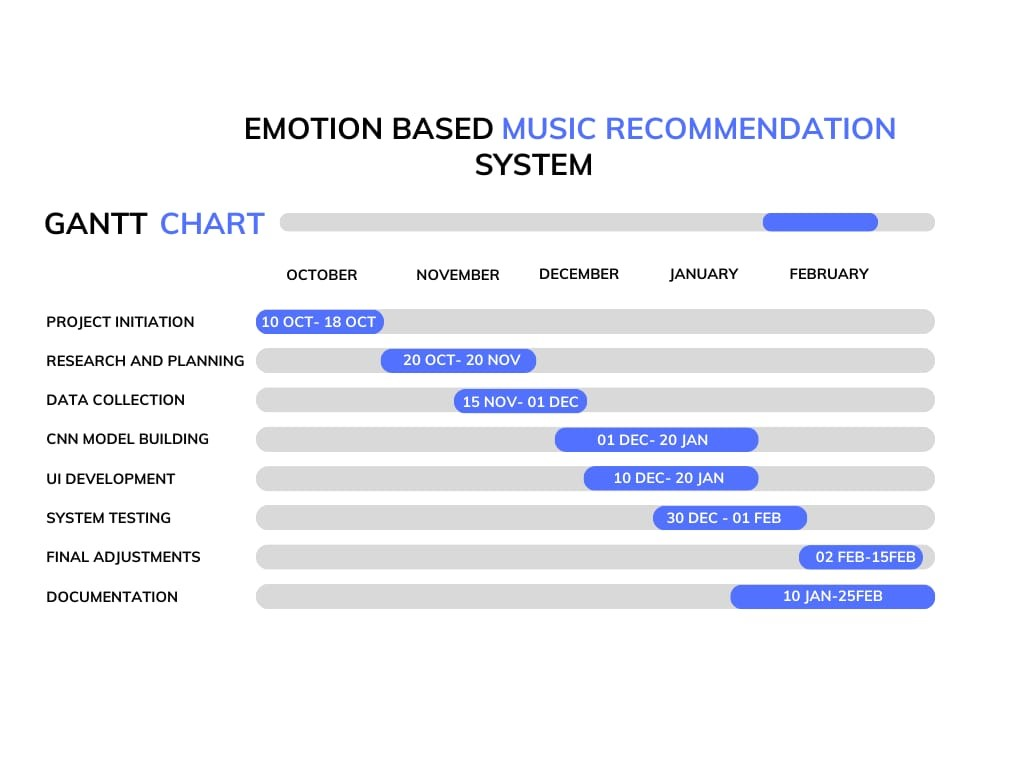 EMOTION BASED MUSIC RECOMMENDATION
SYSTEM
GANTT CHART
OCTOBER NOVEMBER DECEMBER JANUARY FEBRUARY
PROJECT INITIATION 10 OCT- 18 OCT
RESEARCH AND PLANNING 20 OCT- 20 NOV
DATA COLLECTION 15 NOV- 01 DEC
CNN MODEL BUILDING 01 DEC- 20 JAN
UI DEVELOPMENT 10 DEC- 20 JAN
SYSTEM TESTING 30 DEC - 01 FEB
FINAL ADJUSTMENTS 02 FEB-15FEB
DOCUMENTATION 10 JAN-25FEB